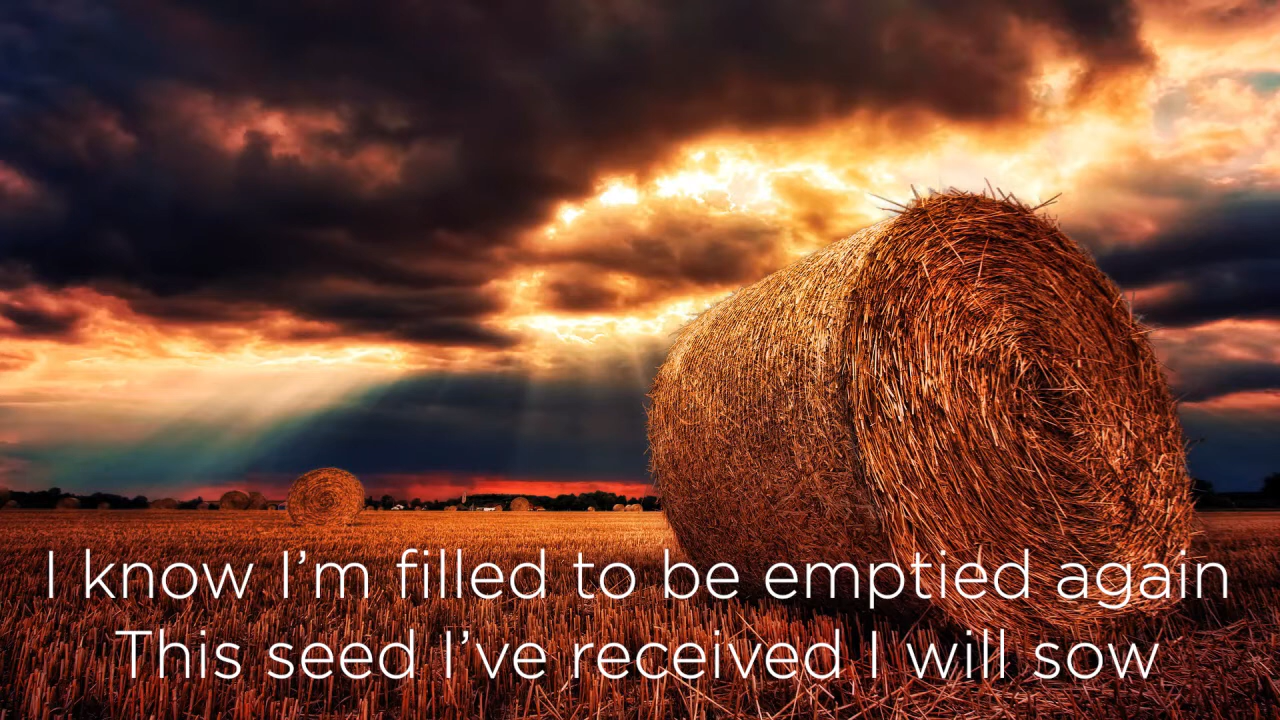 I know I’m filled to be emptied again
This seed I’ve received I will sow